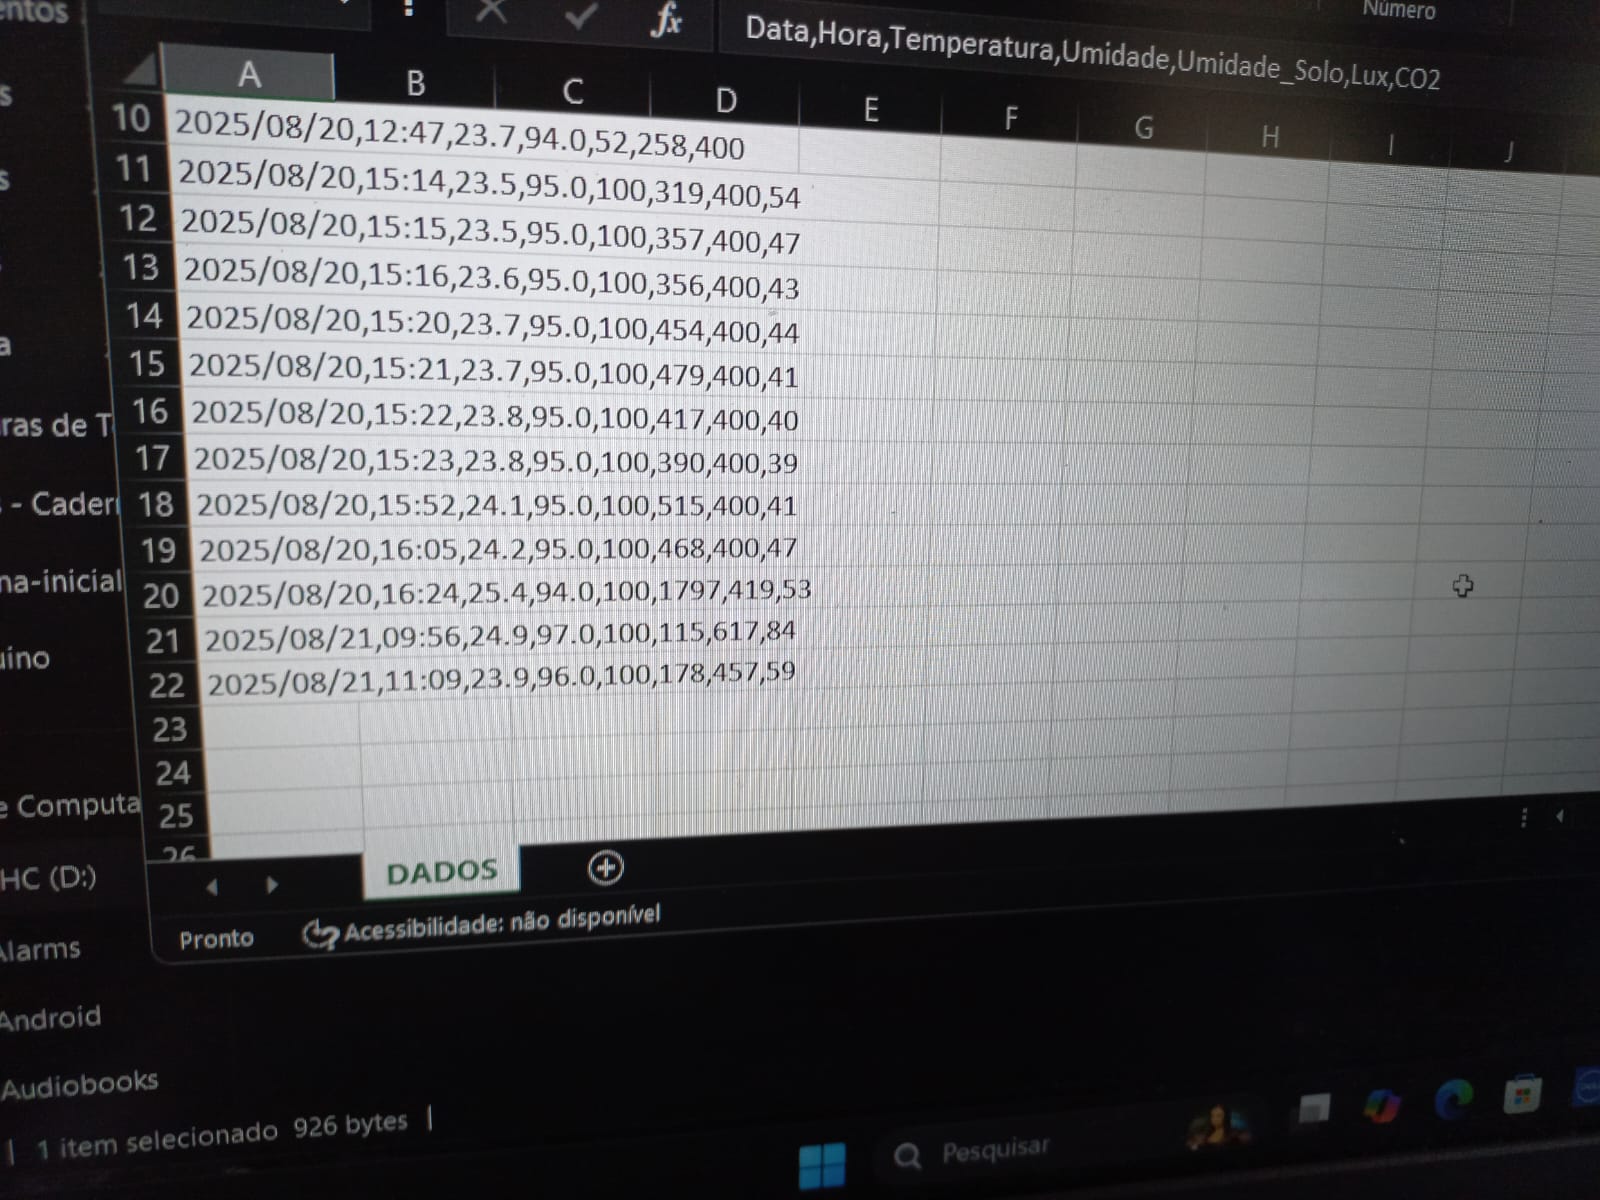 entos
Número
fx
Data,Hora,Temperatura,Umidade,Umidade_Solo,Lux,CO2
A B C D E F G H I J
10 2025/08/20,12:47,23.7,94.0,52,258,400
11 2025/08/20,15:14,23.5,95.0,100,319,400,54
12 2025/08/20,15:15,23.5,95.0,100,357,400,47
13 2025/08/20,15:16,23.6,95.0,100,356,400,43
14 2025/08/20,15:20,23.7,95.0,100,454,400,44
15 2025/08/20,15:21,23.7,95.0,100,479,400,41
16 2025/08/20,15:22,23.8,95.0,100,417,400,40
17 2025/08/20,15:23,23.8,95.0,100,390,400,39
18 2025/08/20,15:52,24.1,95.0,100,515,400,41
19 2025/08/20,16:05,24.2,95.0,100,468,400,47
20 2025/08/20,16:24,25.4,94.0,100,1797,419,53
21 2025/08/21,09:56,24.9,97.0,100,115,617,84
22 2025/08/21,11:09,23.9,96.0,100,178,457,59
23
24
25
26
s
s
a
ras de T
- Cadern
na-inicial
uino
e Computa
HC (D:)
Alarms
Android
Audiobooks
DADOS
Pronto
Acessibilidade: não disponível
1 item selecionado 926 bytes
Pesquisar